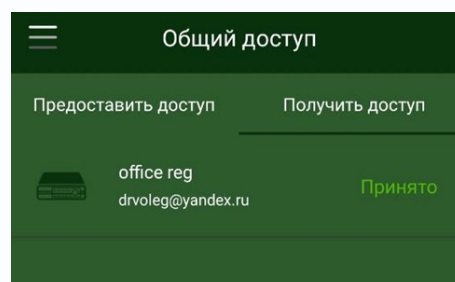 Общий доступ
Предоставить доступ
Получить доступ
office reg
drvoleg@yandex.ru
Принято